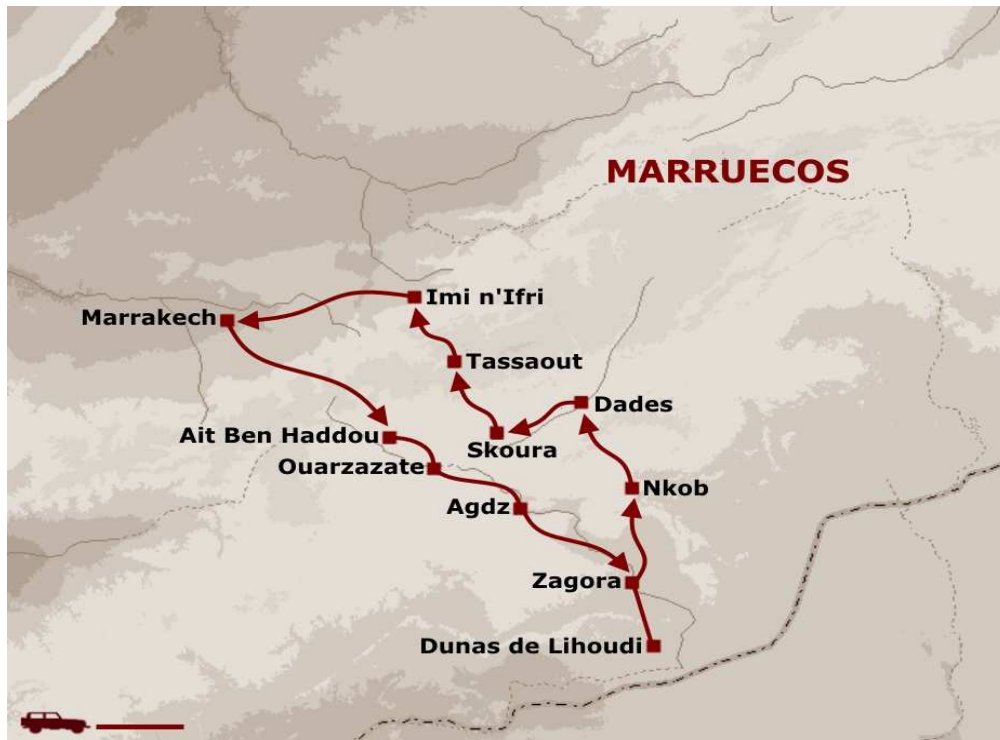 MARRUECOS
Imi n'Ifri
Marrakech
Tassaout
Dades
Ait Ben Haddou
Skoura
Ouarzazate
Nkob
Agdz
Zagora
Dunas de Lihoudi